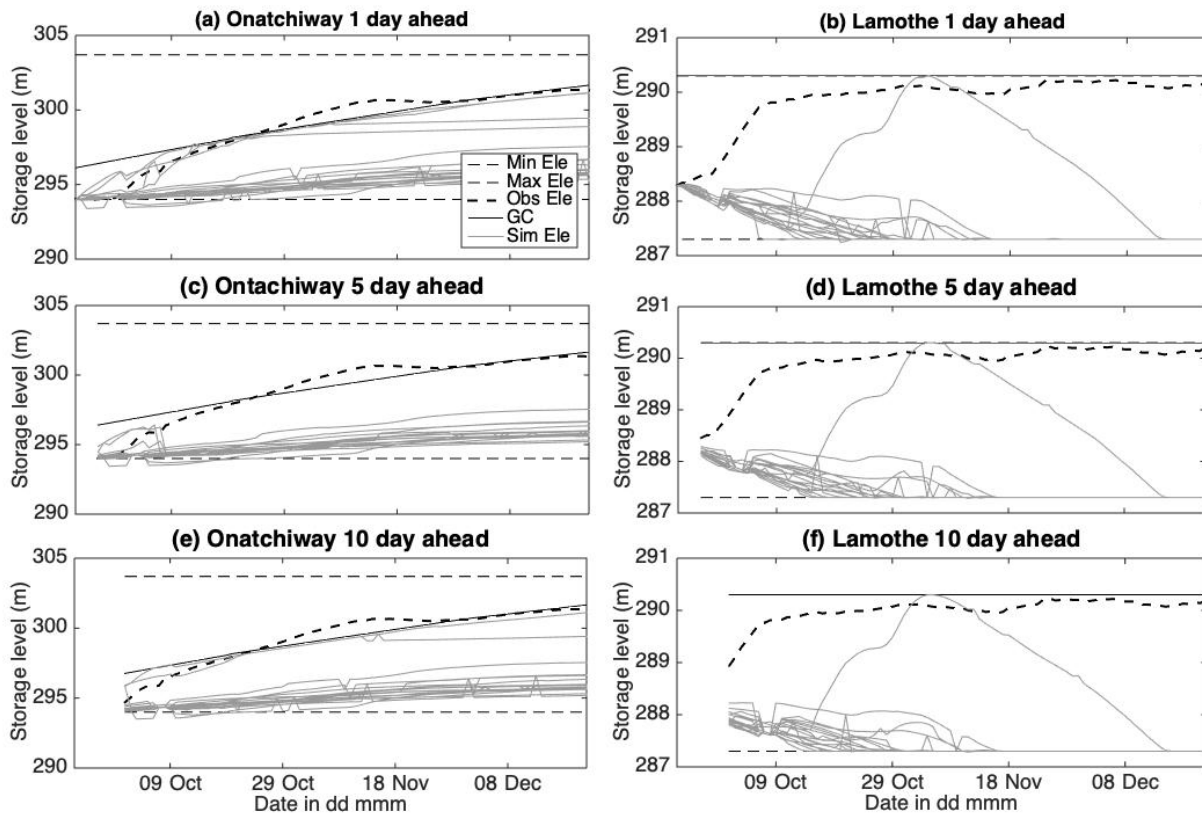 (a) Onatchiway 1 day ahead
305
300
295
290
Storage level (m)
Min Ele
Max Ele
Obs Ele
GC
Sim Ele
(b) Lamothe 1 day ahead
291
290
289
288
287
Storage level (m)
(c) Ontachiway 5 day ahead
305
300
295
290
Storage level (m)
(d) Lamothe 5 day ahead
291
290
289
288
287
Storage level (m)
(e) Onatchiway 10 day ahead
305
300
295
290
Storage level (m)
09 Oct 29 Oct 18 Nov 08 Dec
Date in dd mmm
(f) Lamothe 10 day ahead
291
290
289
288
287
Storage level (m)
09 Oct 29 Oct 18 Nov 08 Dec
Date in dd mmm